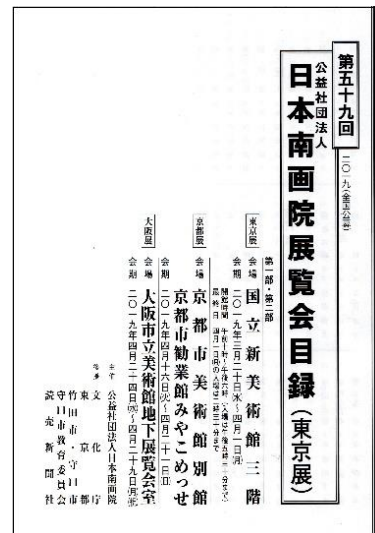 第五十九回
二〇一九(全国公募)
公益社団法人
日本南画院展覧会目録(東京展)
第一部・第二部
東京展
会場 国立新美術館三階
会期 二〇一九年三月二十日(水)〜四月一日(月)
京都展
会場 京都市美術館別館
京都市勧業館みやこめっせ
会期 二〇一九年四月十六日(火)〜四月二十一日(日)
大阪展
会場 大阪市立美術館地下展覧会室
会期 二〇一九年四月二十四日(水)〜四月二十九日(月)(祝)
主催 公益社団法人日本南画院
後援 文化庁
東京都
竹田市・守口市
守口市教育委員会
読売新聞社